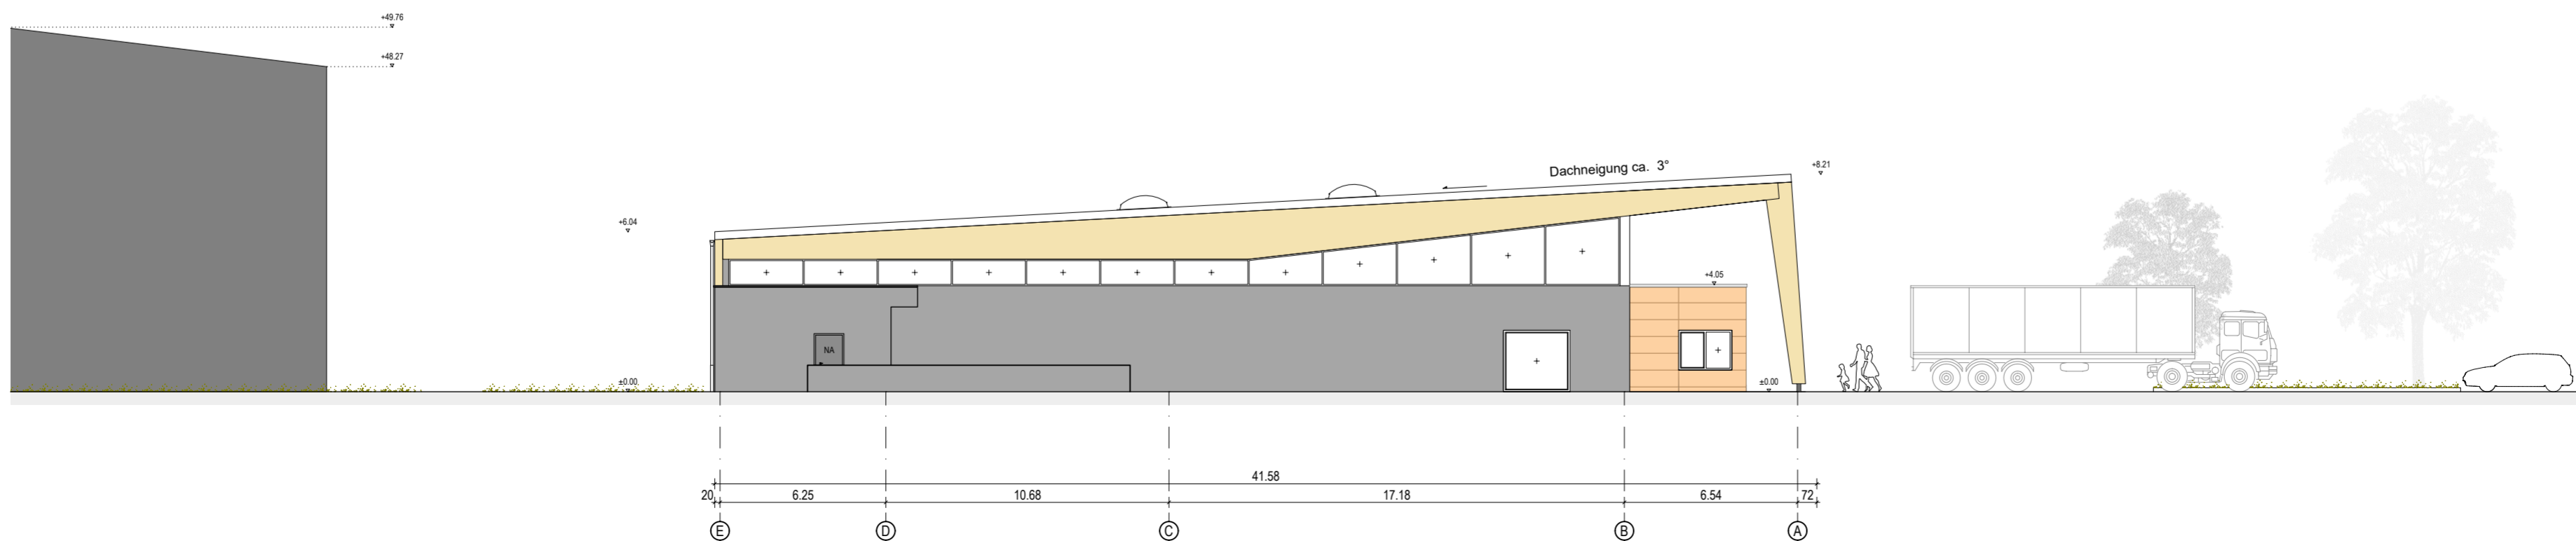 +49.76
+48.27
Dachneigung ca. 3°
+8.21
+6.04
+4.05
NA
±0.00
±0.00
41.58
20
6.25
10.68
17.18
6.54
72
E
D
C
B
A